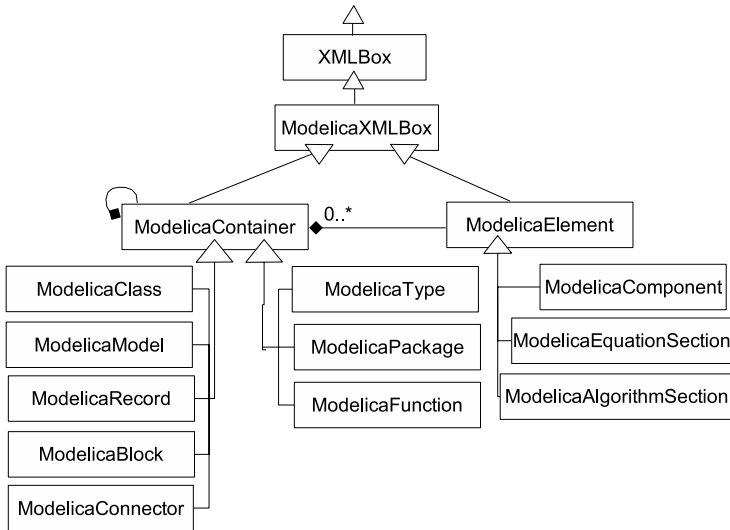 XMLBox
ModelicaXMLBox
ModelicaContainer
0..*
ModelicaElement
ModelicaClass
ModelicaModel
ModelicaRecord
ModelicaBlock
ModelicaConnector
ModelicaType
ModelicaPackage
ModelicaFunction
ModelicaComponent
ModelicaEquationSection
ModelicaAlgorithmSection